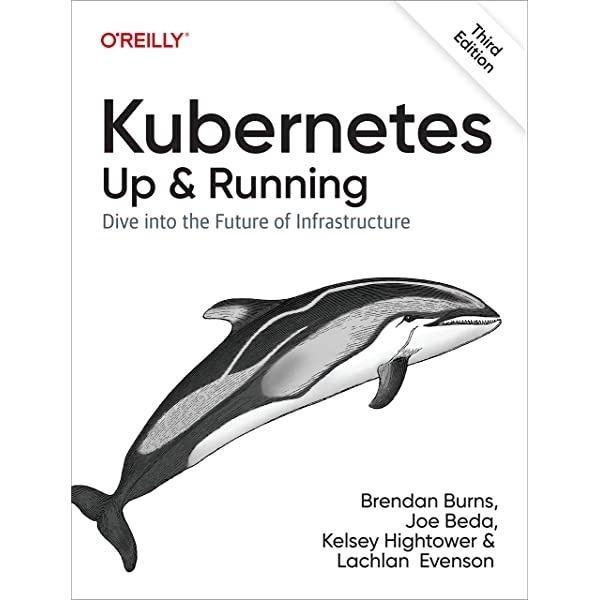 O'REILLY®
Third
Edition
Kubernetes
Up & Running
Dive into the Future of Infrastructure
Brendan Burns,
Joe Beda,
Kelsey Hightower &
Lachlan Evenson